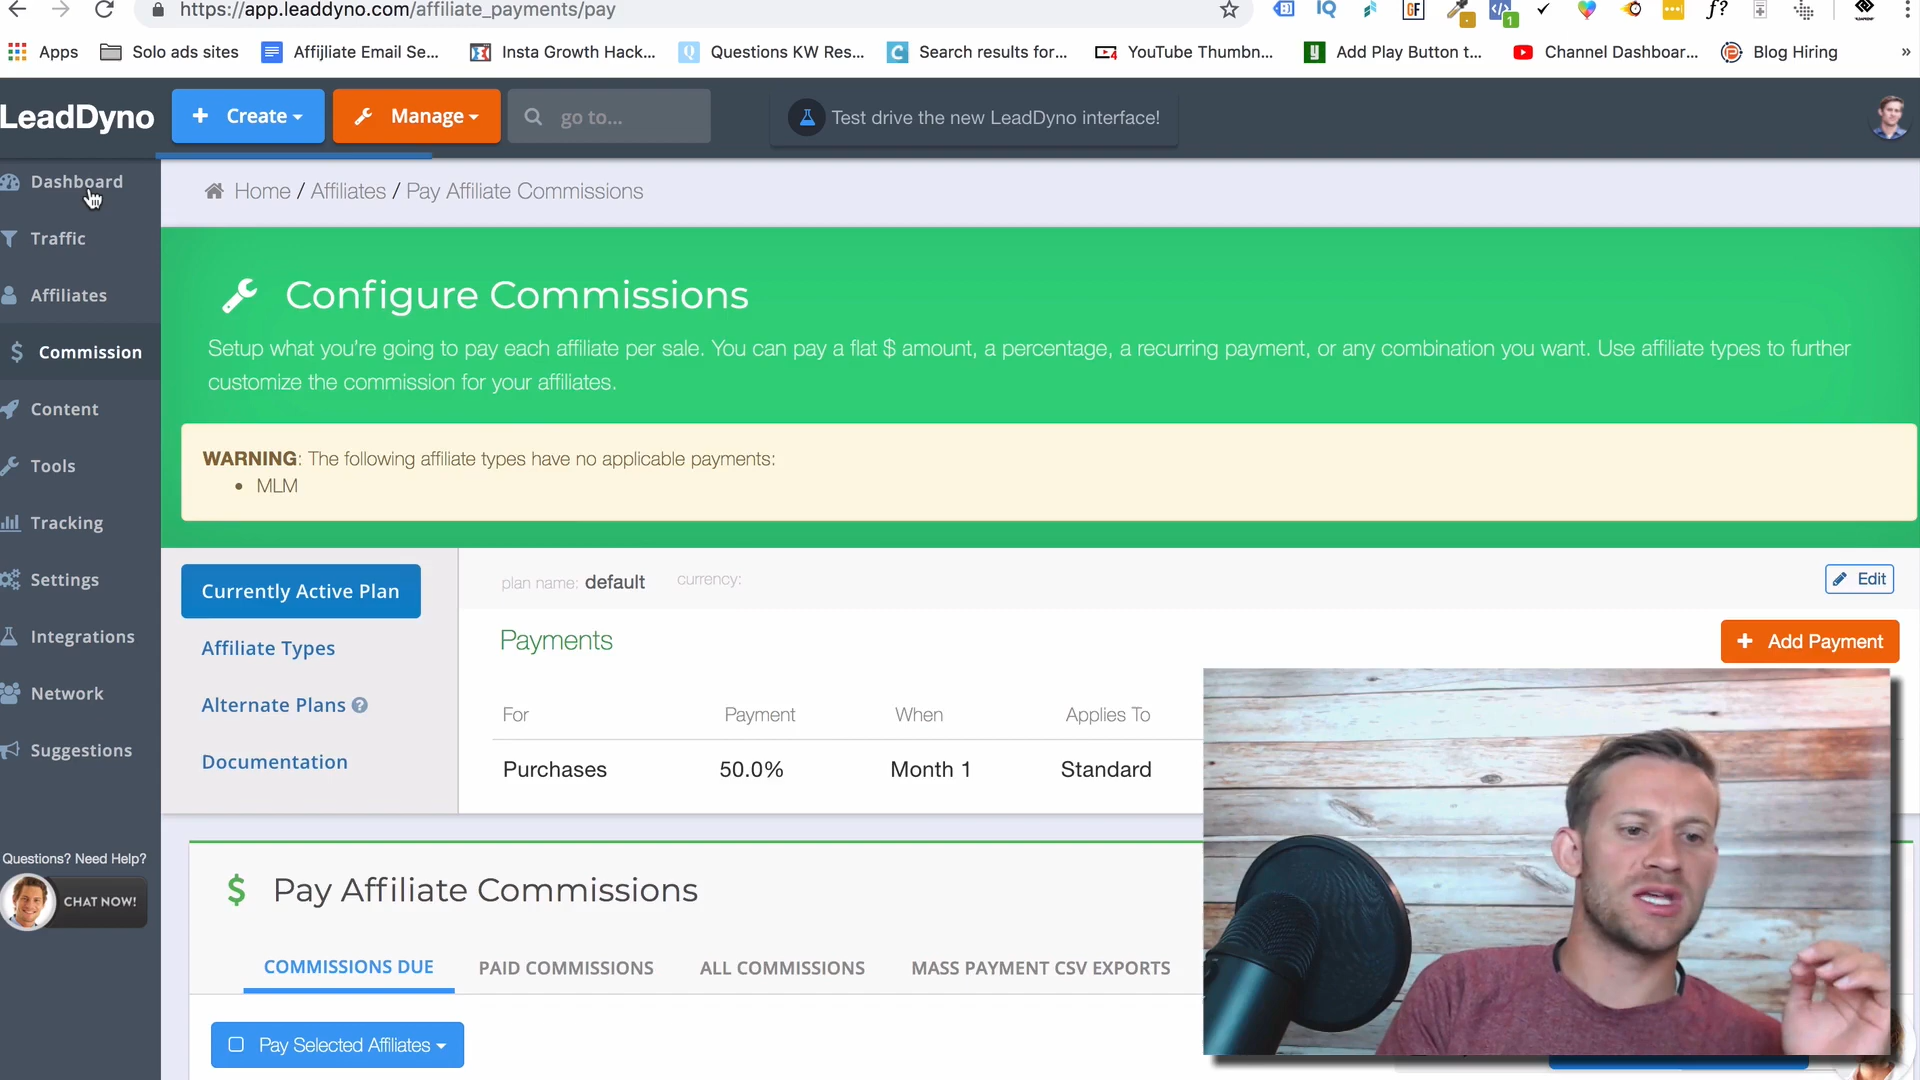 https://app.leaddyno.com/affiliate_payments/pay
Apps
Solo ads sites
Affijliate Email Se...
Insta Growth Hack...
Questions KW Res...
Search results for...
YouTube Thumbn...
Add Play Button t...
Channel Dashboar...
Blog Hiring
»
LeadDyno
+ Create
Manage
go to...
Test drive the new LeadDyno interface!
Dashboard
Traffic
Affiliates
Commission
Content
Tools
Tracking
Settings
Integrations
Network
Suggestions
Questions? Need Help?
CHAT NOW!
Home / Affiliates / Pay Affiliate Commissions
Configure Commissions
Setup what you're going to pay each affiliate per sale. You can pay a flat $ amount, a percentage, a recurring payment, or any combination you want. Use affiliate types to further
customize the commission for your affiliates.
WARNING: The following affiliate types have no applicable payments:
• MLM
Currently Active Plan
Affiliate Types
Alternate Plans ?
Documentation
plan name: default currency:
Edit
Payments
+ Add Payment
For Payment When Applies To
Purchases 50.0% Month 1 Standard
$ Pay Affiliate Commissions
COMMISSIONS DUE PAID COMMISSIONS ALL COMMISSIONS MASS PAYMENT CSV EXPORTS
Pay Selected Affiliates